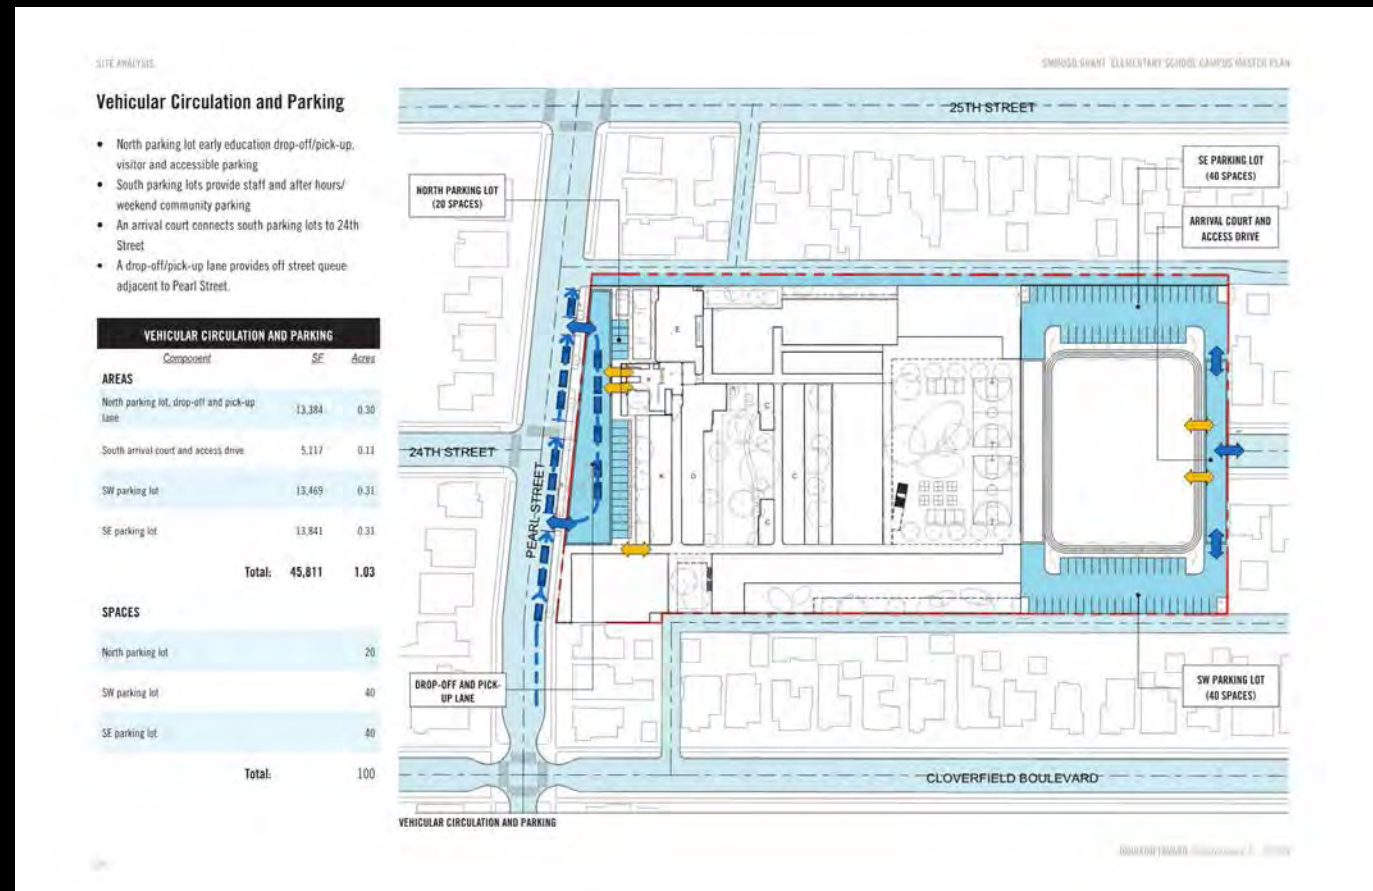 SITE ANALYSIS
SMMUSD GRANT ELEMENTARY SCHOOL CAMPUS MASTER PLAN
Vehicular Circulation and Parking
• North parking lot early education drop-off/pick-up,
visitor and accessible parking
• South parking lots provide staff and after hours/
weekend community parking
• An arrival court connects south parking lots to 24th
Street
• A drop-off/pick-up lane provides off street queue
adjacent to Pearl Street.
VEHICULAR CIRCULATION AND PARKING
Component SF Acres
AREAS
North parking lot, drop-off and pick-up
lane 13,384 0.30
South arrival court and access drive 5,117 0.11
SW parking lot 13,469 0.31
SE parking lot 13,841 0.31
Total: 45,811 1.03
SPACES
North parking lot 20
SW parking lot 40
SE parking lot 40
Total: 100
25TH STREET
NORTH PARKING LOT
(20 SPACES)
SE PARKING LOT
(40 SPACES)
ARRIVAL COURT AND
ACCESS DRIVE
24TH STREET
PEARL STREET
E
K
D
C
C
C
DROP-OFF AND PICK-
UP LANE
SW PARKING LOT
(40 SPACES)
CLOVERFIELD BOULEVARD
VEHICULAR CIRCULATION AND PARKING